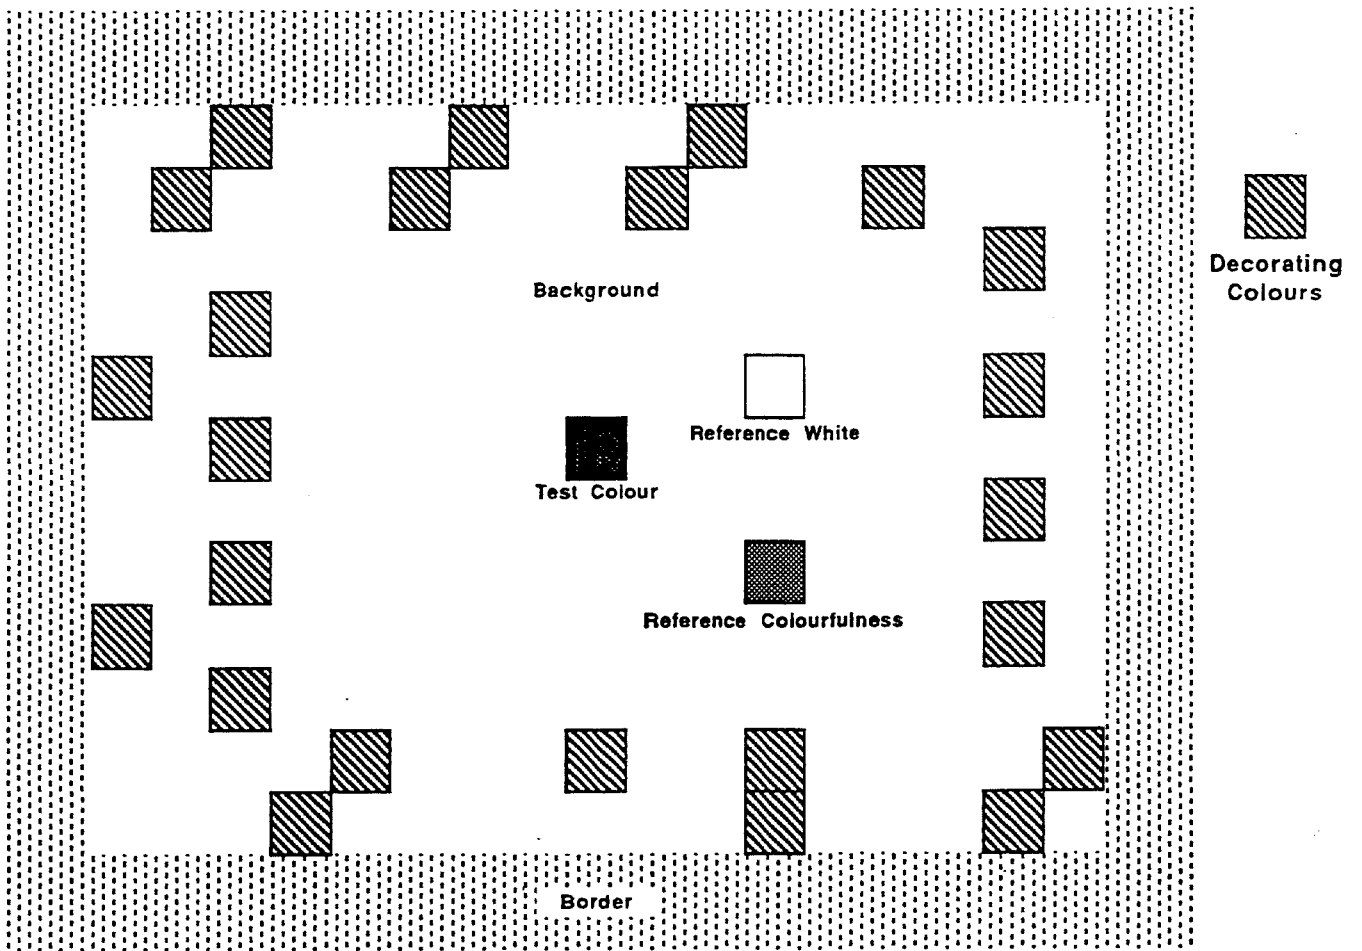 Decorating
Colours
Background
Reference White
Test Colour
Reference Colourfulness
Border